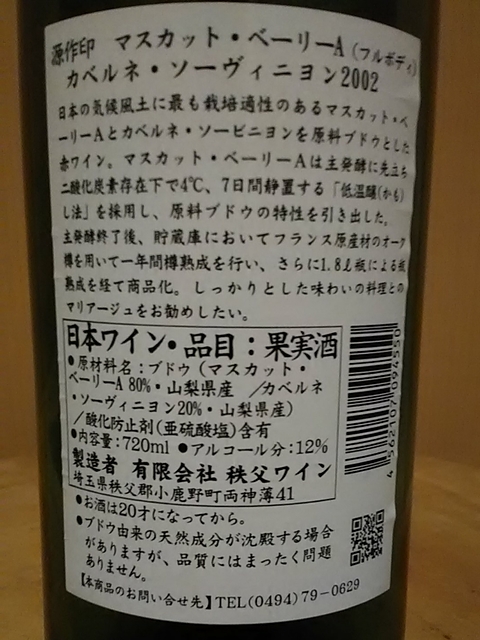 源作印 マスカット・ベーリーA(フルボディ)
カベルネ・ソーヴィニヨン2002
日本の気候風土に最も栽培適性のあるマスカット・ベ
ーリーAとカベルネ・ソービニヨンを原料ブドウとした
赤ワイン。マスカット・ベーリーAは主発酵に先立ち
二酸化炭素存在下で4℃、7日間静置する「低温醸(かも)
し法」を採用し、原料ブドウの特性を引き出した。
主発酵終了後、貯蔵庫においてフランス原産材のオーク
樽を用いて一年間樽熟成を行い、さらに1.8ℓ瓶による瓶
熟成を経て商品化。しっかりとした味わいの料理との
マリアージュをお勧めしたい。
日本ワイン・品目:果実酒
●原材料名:ブドウ(マスカット・
ベーリーA 80%・山梨県産 /カベルネ
・ソーヴィニヨン20%・山梨県産)
/酸化防止剤(亜硫酸塩)含有
●内容量:720ml ●アルコール分:12%
製造者 有限会社 秩父ワイン
埼玉県秩父郡小鹿野町両神薄41
●お酒は20才になってから。
●ブドウ由来の天然成分が沈殿する場合
がありますが、品質にはまったく問題
ありません。
【本商品のお問い合せ先】TEL(0494)79-0629
4562107094550